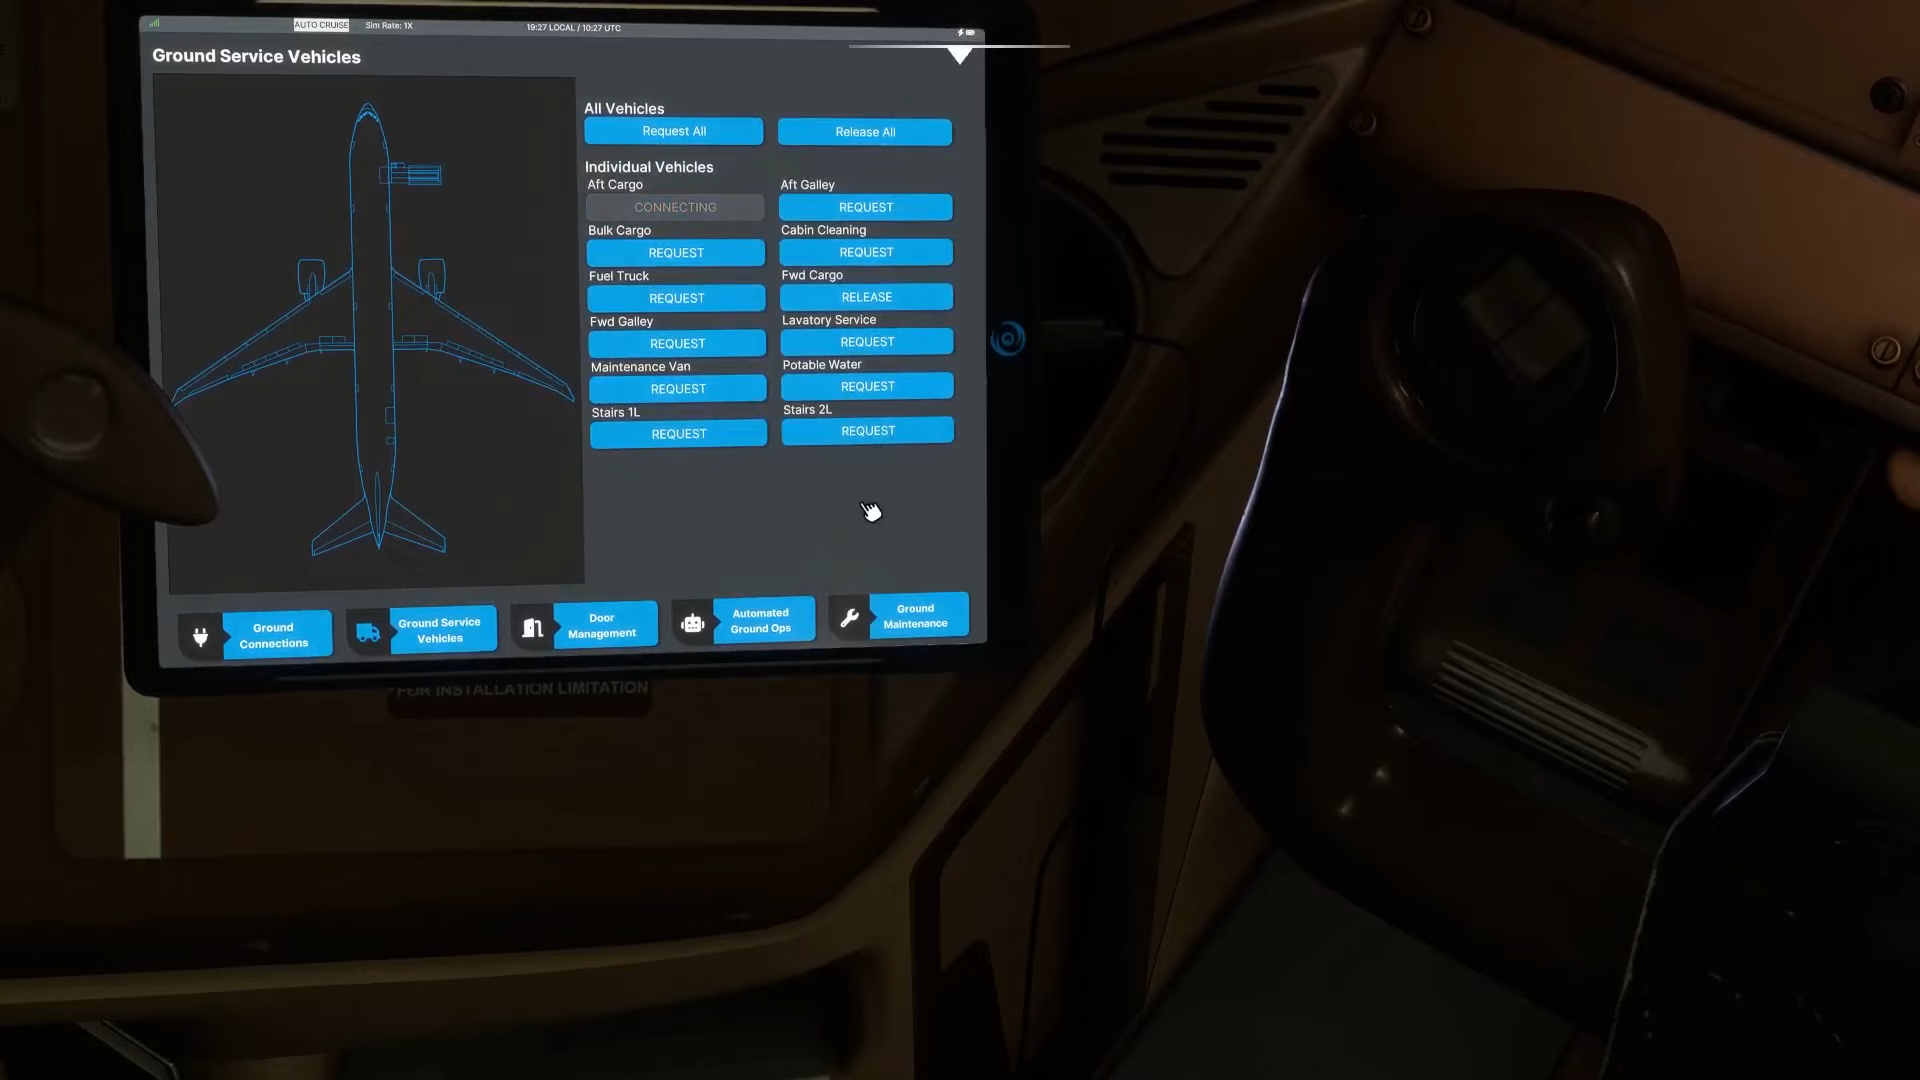 AUTO CRUISE
Sim Rate: 1X
19:27 LOCAL / 10:27 UTC
Ground Service Vehicles
All Vehicles
Request All
Release All
Individual Vehicles
Aft Cargo
Aft Galley
CONNECTING
REQUEST
Bulk Cargo
Cabin Cleaning
REQUEST
REQUEST
Fuel Truck
Fwd Cargo
REQUEST
RELEASE
Fwd Galley
Lavatory Service
REQUEST
REQUEST
Maintenance Van
Potable Water
REQUEST
REQUEST
Stairs 1L
Stairs 2L
REQUEST
REQUEST
Ground
Connections
Ground Service
Vehicles
Door
Management
Automated
Ground Ops
Ground
Maintenance
FOR INSTALLATION LIMITATION